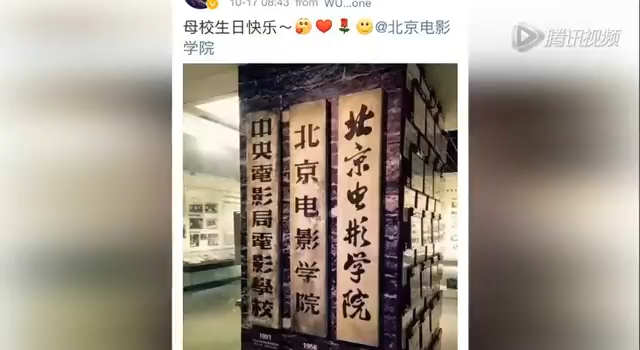 10-17 08:43 from WU...one
腾讯视频
母校生日快乐~@北京电影
学院
中央電影局電影學校
北京电影学院
北京电影学院
1951
1956